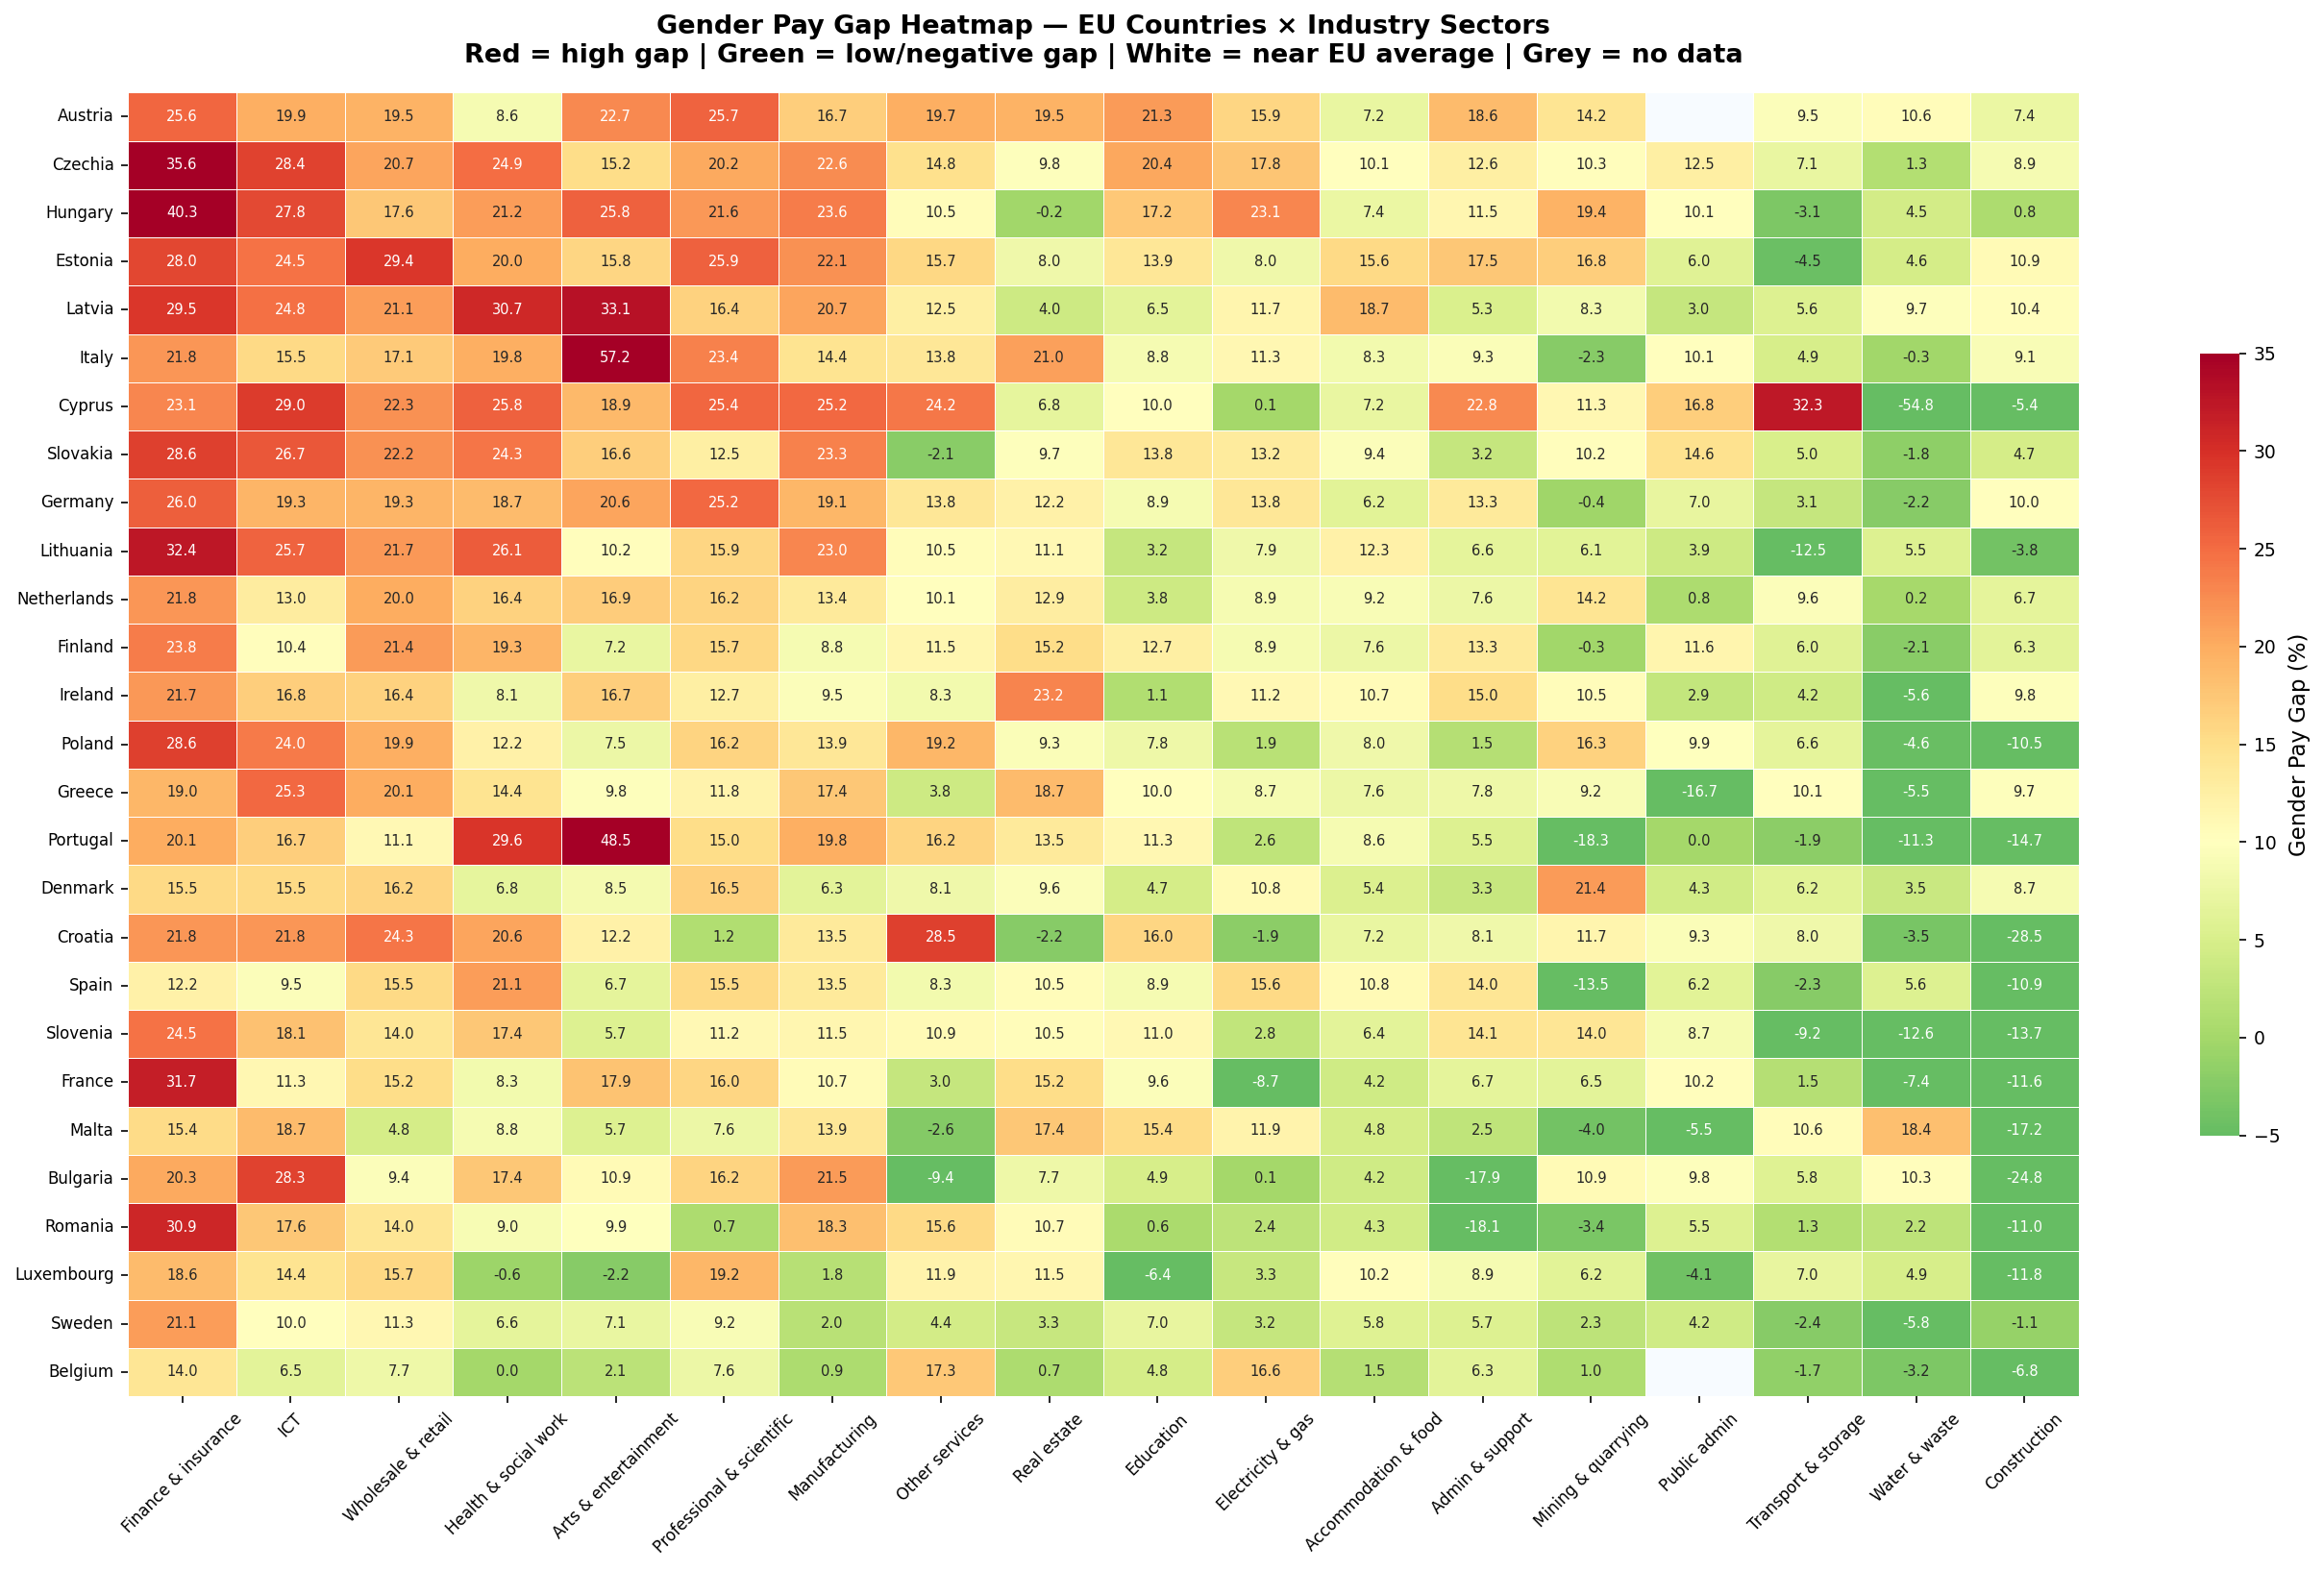 Gender Pay Gap Heatmap — EU Countries × Industry Sectors
Red = high gap | Green = low/negative gap | White = near EU average | Grey = no data
Austria 25.6 19.9 19.5 8.6 22.7 25.7 16.7 19.7 19.5 21.3 15.9 7.2 18.6 14.2 9.5 10.6 7.4
Czechia 35.6 28.4 20.7 24.9 15.2 20.2 22.6 14.8 9.8 20.4 17.8 10.1 12.6 10.3 12.5 7.1 1.3 8.9
Hungary 40.3 27.8 17.6 21.2 25.8 21.6 23.6 10.5 -0.2 17.2 23.1 7.4 11.5 19.4 10.1 -3.1 4.5 0.8
Estonia 28.0 24.5 29.4 20.0 15.8 25.9 22.1 15.7 8.0 13.9 8.0 15.6 17.5 16.8 6.0 -4.5 4.6 10.9
Latvia 29.5 24.8 21.1 30.7 33.1 16.4 20.7 12.5 4.0 6.5 11.7 18.7 5.3 8.3 3.0 5.6 9.7 10.4
Italy 21.8 15.5 17.1 19.8 57.2 23.4 14.4 13.8 21.0 8.8 11.3 8.3 9.3 -2.3 10.1 4.9 -0.3 9.1
Cyprus 23.1 29.0 22.3 25.8 18.9 25.4 25.2 24.2 6.8 10.0 0.1 7.2 22.8 11.3 16.8 32.3 -54.8 -5.4
Slovakia 28.6 26.7 22.2 24.3 16.6 12.5 23.3 -2.1 9.7 13.8 13.2 9.4 3.2 10.2 14.6 5.0 -1.8 4.7
Germany 26.0 19.3 19.3 18.7 20.6 25.2 19.1 13.8 12.2 8.9 13.8 6.2 13.3 -0.4 7.0 3.1 -2.2 10.0
Lithuania 32.4 25.7 21.7 26.1 10.2 15.9 23.0 10.5 11.1 3.2 7.9 12.3 6.6 6.1 3.9 -12.5 5.5 -3.8
Netherlands 21.8 13.0 20.0 16.4 16.9 16.2 13.4 10.1 12.9 3.8 8.9 9.2 7.6 14.2 0.8 9.6 0.2 6.7
Finland 23.8 10.4 21.4 19.3 7.2 15.7 8.8 11.5 15.2 12.7 8.9 7.6 13.3 -0.3 11.6 6.0 -2.1 6.3
Ireland 21.7 16.8 16.4 8.1 16.7 12.7 9.5 8.3 23.2 1.1 11.2 10.7 15.0 10.5 2.9 4.2 -5.6 9.8
Poland 28.6 24.0 19.9 12.2 7.5 16.2 13.9 19.2 9.3 7.8 1.9 8.0 1.5 16.3 9.9 6.6 -4.6 -10.5
Greece 19.0 25.3 20.1 14.4 9.8 11.8 17.4 3.8 18.7 10.0 8.7 7.6 7.8 9.2 -16.7 10.1 -5.5 9.7
Portugal 20.1 16.7 11.1 29.6 48.5 15.0 19.8 16.2 13.5 11.3 2.6 8.6 5.5 -18.3 0.0 -1.9 -11.3 -14.7
Denmark 15.5 15.5 16.2 6.8 8.5 16.5 6.3 8.1 9.6 4.7 10.8 5.4 3.3 21.4 4.3 6.2 3.5 8.7
Croatia 21.8 21.8 24.3 20.6 12.2 1.2 13.5 28.5 -2.2 16.0 -1.9 7.2 8.1 11.7 9.3 8.0 -3.5 -28.5
Spain 12.2 9.5 15.5 21.1 6.7 15.5 13.5 8.3 10.5 8.9 15.6 10.8 14.0 -13.5 6.2 -2.3 5.6 -10.9
Slovenia 24.5 18.1 14.0 17.4 5.7 11.2 11.5 10.9 10.5 11.0 2.8 6.4 14.1 14.0 8.7 -9.2 -12.6 -13.7
France 31.7 11.3 15.2 8.3 17.9 16.0 10.7 3.0 15.2 9.6 -8.7 4.2 6.7 6.5 10.2 1.5 -7.4 -11.6
Malta 15.4 18.7 4.8 8.8 5.7 7.6 13.9 -2.6 17.4 15.4 11.9 4.8 2.5 -4.0 -5.5 10.6 18.4 -17.2
Bulgaria 20.3 28.3 9.4 17.4 10.9 16.2 21.5 -9.4 7.7 4.9 0.1 4.2 -17.9 10.9 9.8 5.8 10.3 -24.8
Romania 30.9 17.6 14.0 9.0 9.9 0.7 18.3 15.6 10.7 0.6 2.4 4.3 -18.1 -3.4 5.5 1.3 2.2 -11.0
Luxembourg 18.6 14.4 15.7 -0.6 -2.2 19.2 1.8 11.9 11.5 -6.4 3.3 10.2 8.9 6.2 -4.1 7.0 4.9 -11.8
Sweden 21.1 10.0 11.3 6.6 7.1 9.2 2.0 4.4 3.3 7.0 3.2 5.8 5.7 2.3 4.2 -2.4 -5.8 -1.1
Belgium 14.0 6.5 7.7 0.0 2.1 7.6 0.9 17.3 0.7 4.8 16.6 1.5 6.3 1.0 -1.7 -3.2 -6.8
Finance & insurance
ICT
Wholesale & retail
Health & social work
Arts & entertainment
Professional & scientific
Manufacturing
Other services
Real estate
Education
Electricity & gas
Accommodation & food
Admin & support
Mining & quarrying
Public admin
Transport & storage
Water & waste
Construction
35
30
25
20
15
10
5
0
−5
Gender Pay Gap (%)